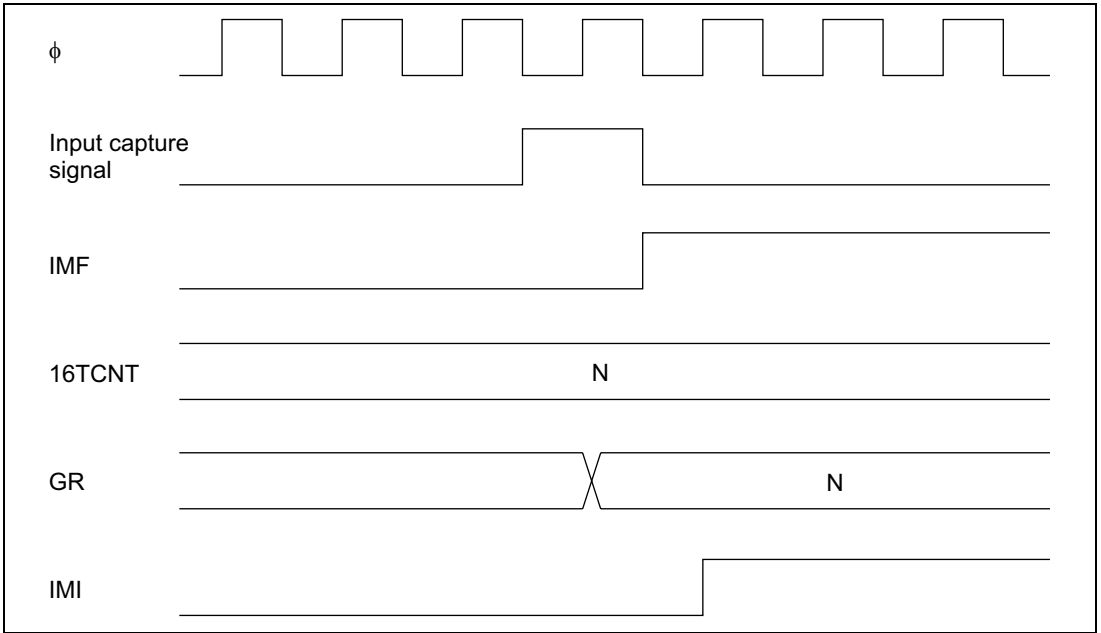 ϕ
Input capture
signal
IMF
16TCNT
N
GR
N
IMI